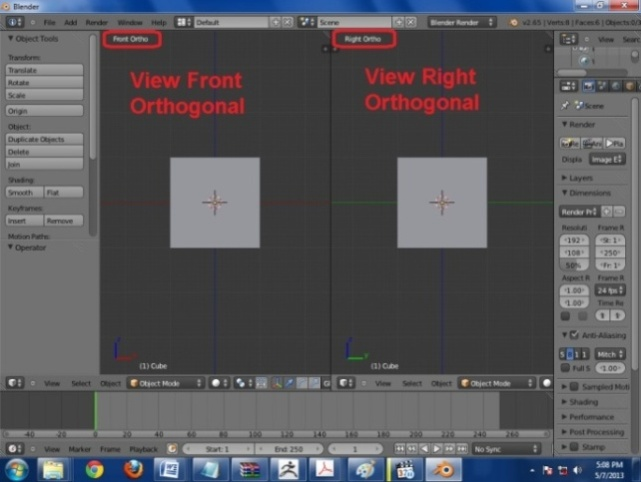 Blender
File Add Render Window Help Default Scene Blender Render v2.65 | Verts:8 | Faces:6 | Objects:
Object Tools
Transform:
Translate
Rotate
Scale
Origin
Object:
Duplicate Objects
Delete
Join
Shading:
Smooth Flat
Keyframes:
Insert Remove
Motion Paths:
Operator
Front Ortho
View Front
Orthogonal
(1) Cube
Right Ortho
View Right
Orthogonal
(1) Cube
View
Scene
Render
Displa Image E
Layers
Dimensions
Render Pr
Resoluti Frame R
192 St: 1
108 250
50% Fr: 1
Aspect R Frame R
1.00 24 fps
1.00 Time Re
Anti-Aliasing
Mitch
Full S 1.00
Sampled Moti
Shading
Performance
Post Processing
Stamp
View Select Object Object Mode
View Select Object Object Mode
-40 -20 0 20 40 60 80 100 120 140 160 180 200 220 240 260
View Marker Frame Playback Start: 1 End: 250 1 No Sync
5:08 PM
5/7/2013